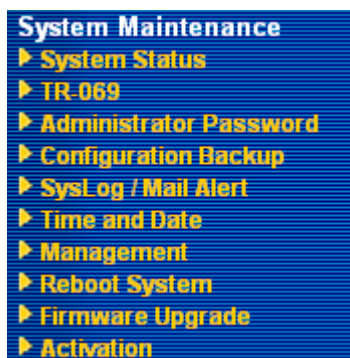 System Maintenance
System Status
TR-069
Administrator Password
Configuration Backup
SysLog / Mail Alert
Time and Date
Management
Reboot System
Firmware Upgrade
Activation